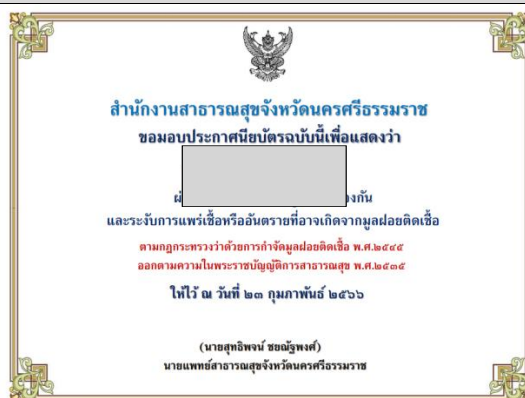 สำนักงานสาธารณสุขจังหวัดนครศรีธรรมราช
ขอมอบประกาศนียบัตรฉบับนี้เพื่อแสดงว่า
และระงับการแพร่เชื้อหรืออันตรายที่อาจเกิดจากมูลฝอยติดเชื้อ
ตามกฎกระทรวงว่าด้วยการกำจัดมูลฝอยติดเชื้อ พ.ศ.๒๕๔๕
ออกตามความในพระราชบัญญัติการสาธารณสุข พ.ศ.๒๕๓๕
ให้ไว้ ณ วันที่ ๒๓ กุมภาพันธ์ ๒๕๖๖
(นายสุทธิพจน์ ชยณัฐพงศ์)
นายแพทย์สาธารณสุขจังหวัดนครศรีธรรมราช